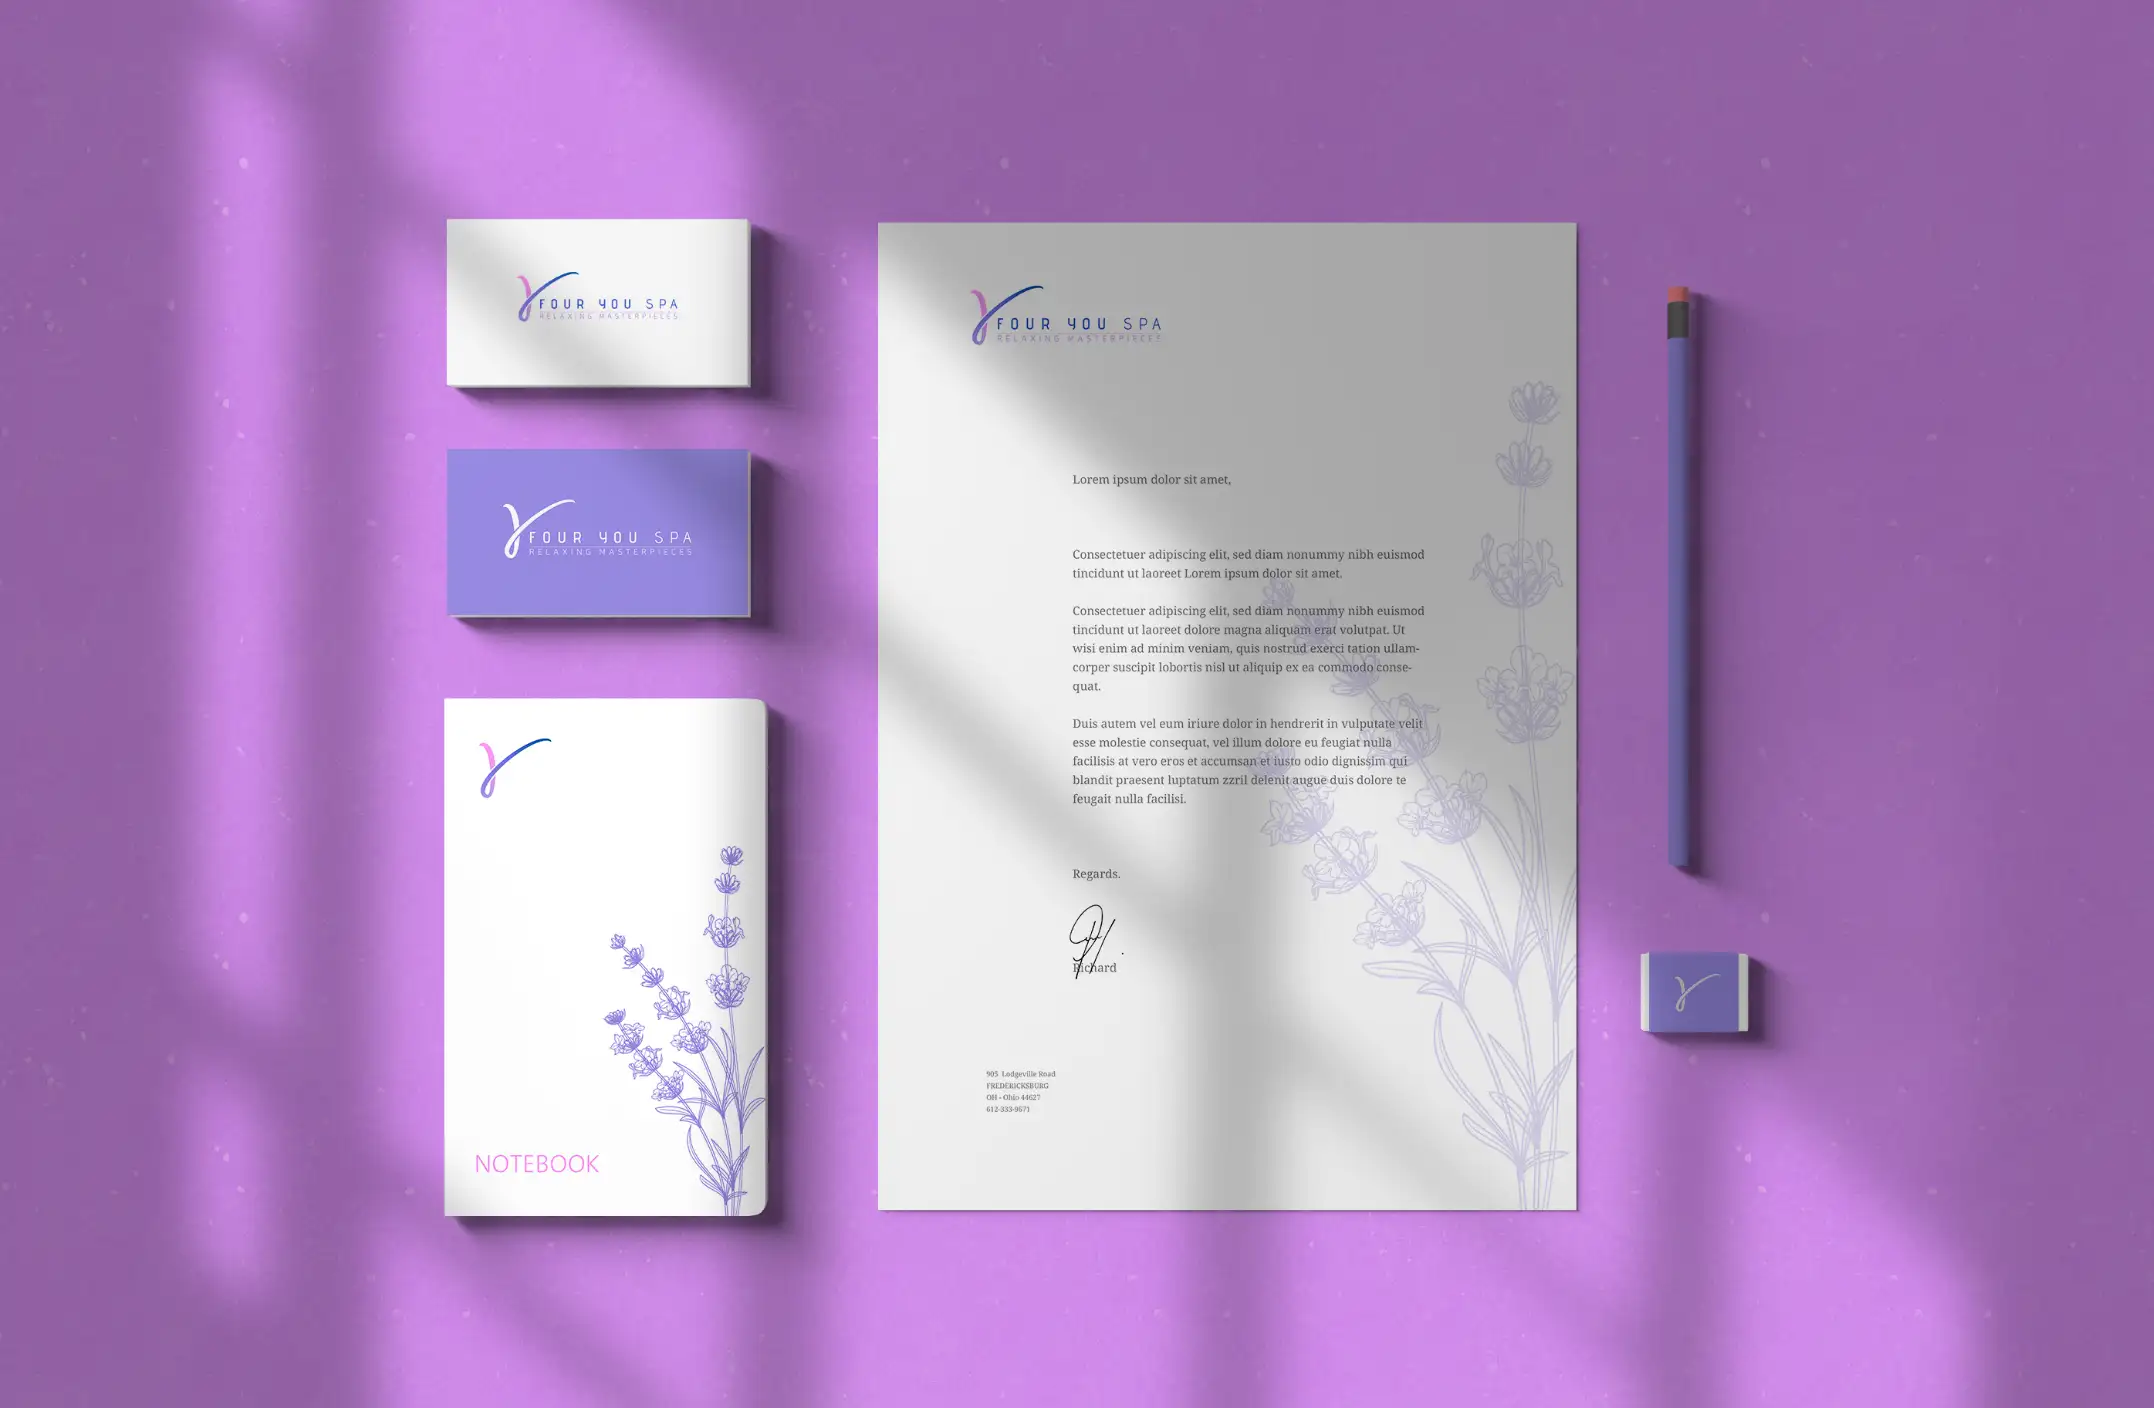 FOUR YOU SPA
RELAXING MASTERPIECES
FOUR YOU SPA
RELAXING MASTERPIECES
NOTEBOOK
FOUR YOU SPA
RELAXING MASTERPIECES
Lorem ipsum dolor sit amet,
Consectetuer adipiscing elit, sed diam nonummy nibh euismod
tincidunt ut laoreet Lorem ipsum dolor sit amet.
Consectetuer adipiscing elit, sed diam nonummy nibh euismod
tincidunt ut laoreet dolore magna aliquam erat volutpat. Ut
wisi enim ad minim veniam, quis nostrud exerci tation ullam-
corper suscipit lobortis nisl ut aliquip ex ea commodo conse-
quat.
Duis autem vel eum iriure dolor in hendrerit in vulputate velit
esse molestie consequat, vel illum dolore eu feugiat nulla
facilisis at vero eros et accumsan et iusto odio dignissim qui
blandit praesent luptatum zzril delenit augue duis dolore te
feugait nulla facilisi.
Regards.
Richard
905 Lodgeville Road
FREDERICKSBURG
OH - Ohio 44627
612-333-9671